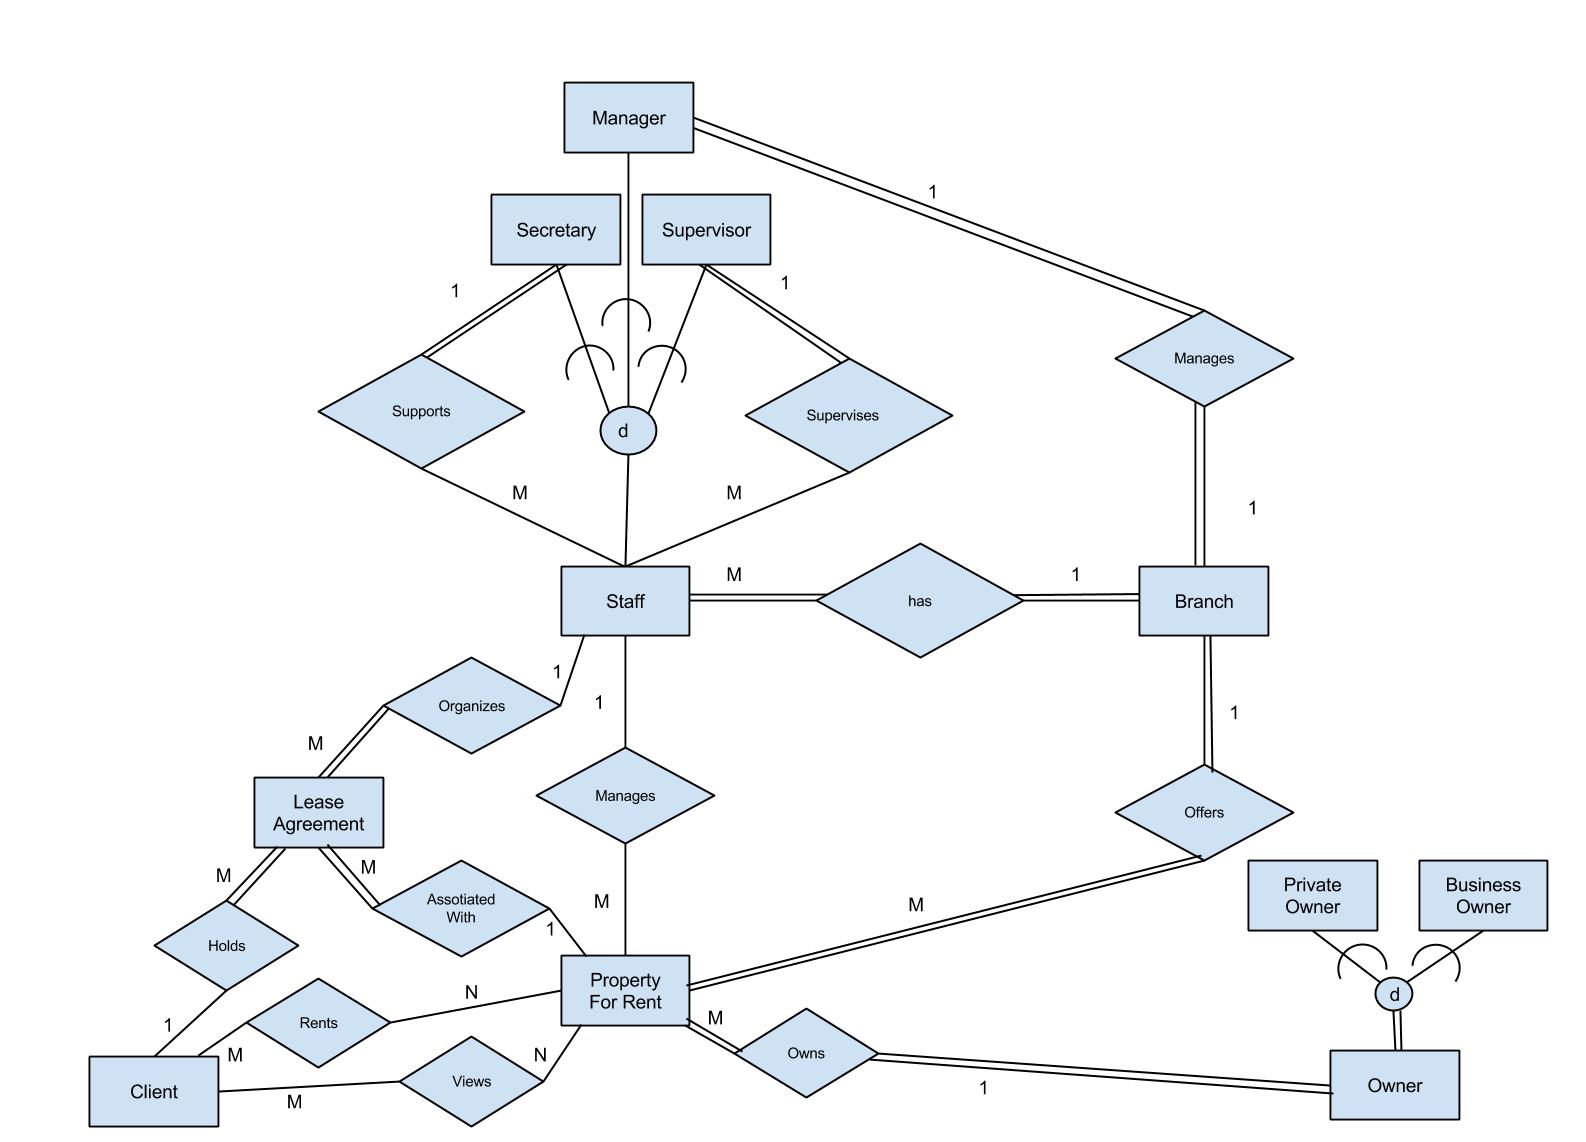 Manager
1
Secretary
Supervisor
1
1
Manages
Supports
Supervises
d
M
M
1
M
1
Staff
has
Branch
1
Organizes
1
1
M
Manages
Lease
Agreement
Offers
M
M
Assotiated
With
M
M
1
Private
Owner
Business
Owner
Holds
Property
For Rent
N
d
1
Rents
M
M
N
Owns
Views
1
Client
M
Owner